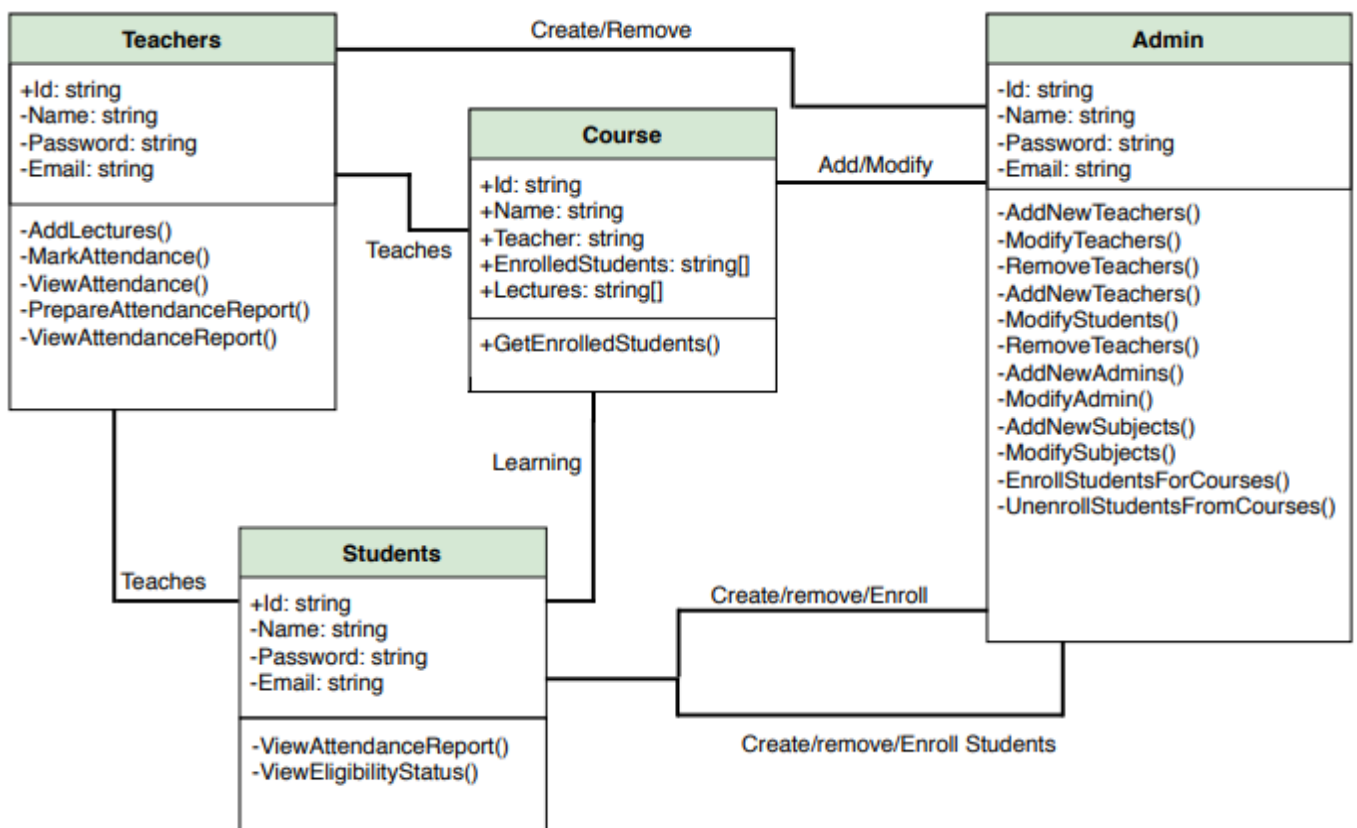 Teachers
+Id: string
-Name: string
-Password: string
-Email: string
-AddLectures()
-MarkAttendance()
-ViewAttendance()
-PrepareAttendanceReport()
-ViewAttendanceReport()
Create/Remove
Course
+Id: string
+Name: string
+Teacher: string
+EnrolledStudents: string[]
+Lectures: string[]
+GetEnrolledStudents()
Teaches
Add/Modify
Admin
-Id: string
-Name: string
-Password: string
-Email: string
-AddNewTeachers()
-ModifyTeachers()
-RemoveTeachers()
-AddNewTeachers()
-ModifyStudents()
-RemoveTeachers()
-AddNewAdmins()
-ModifyAdmin()
-AddNewSubjects()
-ModifySubjects()
-EnrollStudentsForCourses()
-UnenrollStudentsFromCourses()
Learning
Teaches
Students
+Id: string
-Name: string
-Password: string
-Email: string
-ViewAttendanceReport()
-ViewEligibilityStatus()
Create/remove/Enroll
Create/remove/Enroll Students